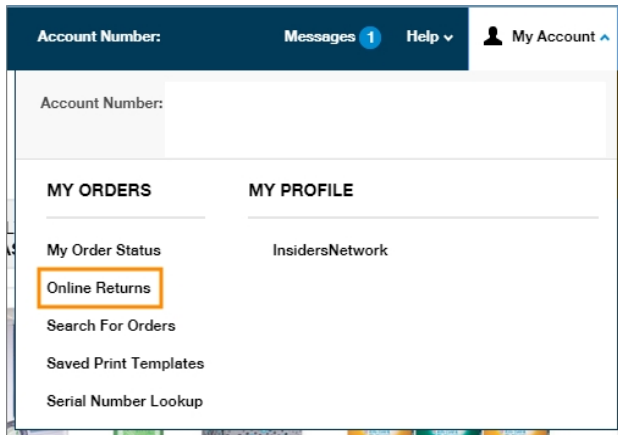 Account Number: Messages 1 Help My Account
Account Number:
MY ORDERS MY PROFILE
My Order Status InsidersNetwork
Online Returns
Search For Orders
Saved Print Templates
Serial Number Lookup